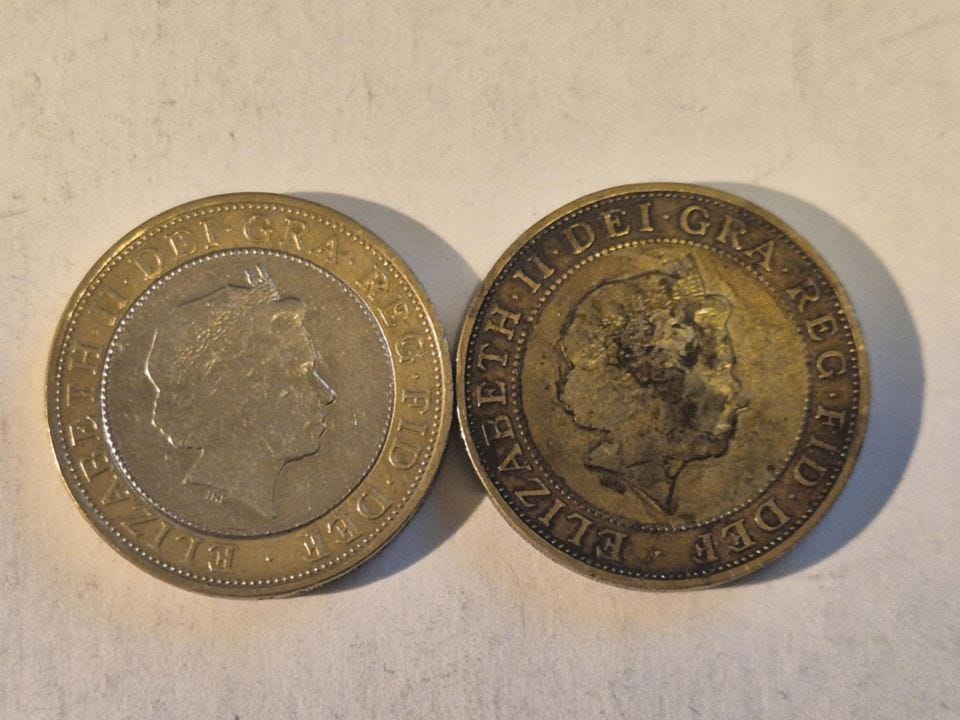 ELIZABETH · II · DEI · GRA · REG · FID · DEF ·
ELIZABETH · II · DEI · GRA · REG · FID · DEF ·